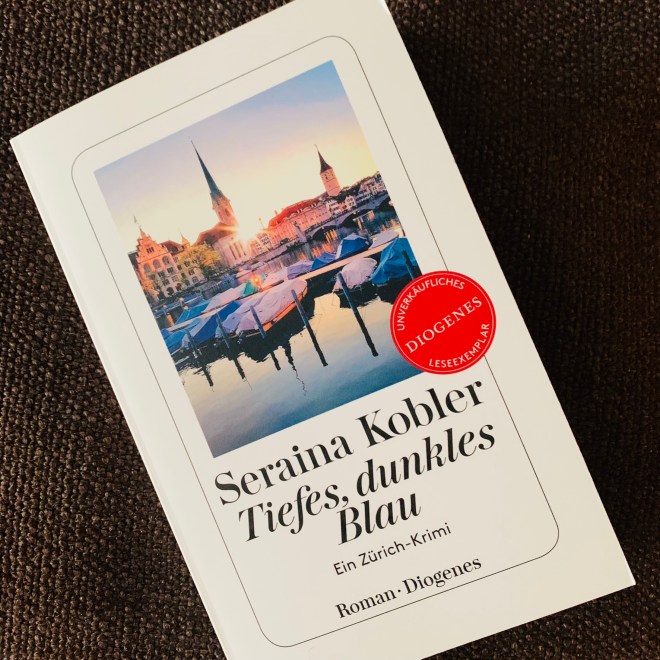 UNVERKÄUFLICHES
DIOGENES
LESEEXEMPLAR
Seraina Kobler
Tiefes, dunkles
Blau
Ein Zürich-Krimi
Roman · Diogenes